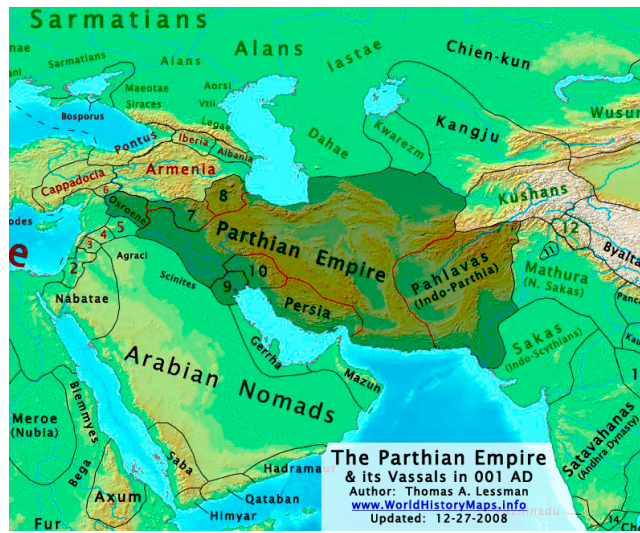 Sarmatians
Alans
Iastae
Chien-kun
Sarmatians
Alans
Aorsi
Maeotae
Siraces
Vtii
Legae
Bosporus
Wusun
Kangju
Kwarezm
Dahae
Pontus
Iberia
Albania
Armenia
Cappadocia
6
Osroene
7
8
Kushans
odes
5
4
3
2
e
Agraci
Scinites
Nabatae
Parthian Empire
10
9
Persia
Pahlavas
(Indo-Parthia)
11
12
Byalta
Mathura
(N. Sakas)
Sakas
(Indo-Scythians)
Gerrha
Mazun
Arabian Nomads
Meroe
(Nubia)
Blemmyes
Bega
Saba
Hadramaut
Qataban
Himyar
Axum
Fur
Satavahanas
(Andhra Dynasty)
14
The Parthian Empire
& its Vassals in 001 AD
Author: Thomas A. Lessman
www.WorldHistoryMaps.info
Updated: 12-27-2008